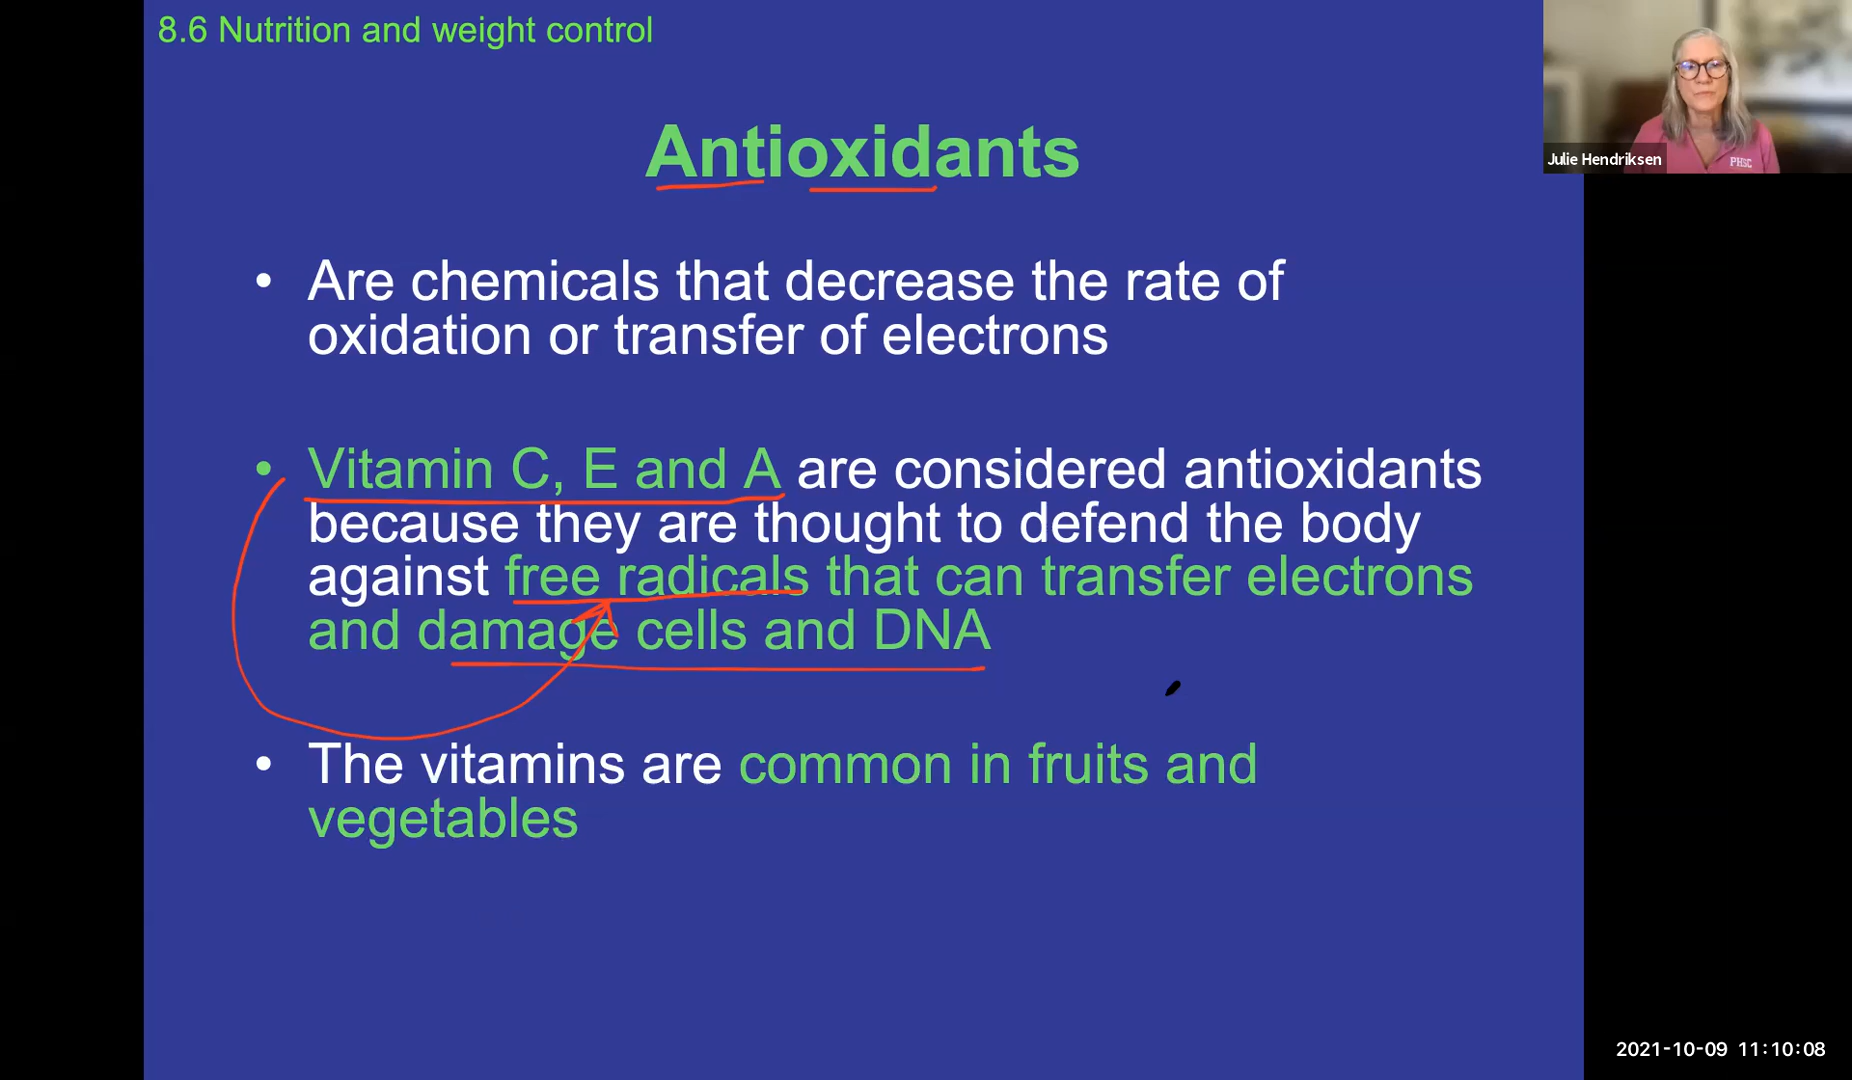 8.6 Nutrition and weight control
Antioxidants
• Are chemicals that decrease the rate of
oxidation or transfer of electrons
• Vitamin C, E and A are considered antioxidants
because they are thought to defend the body
against free radicals that can transfer electrons
and damage cells and DNA
• The vitamins are common in fruits and
vegetables
Julie Hendriksen
PHSC
2021-10-09 11:10:08